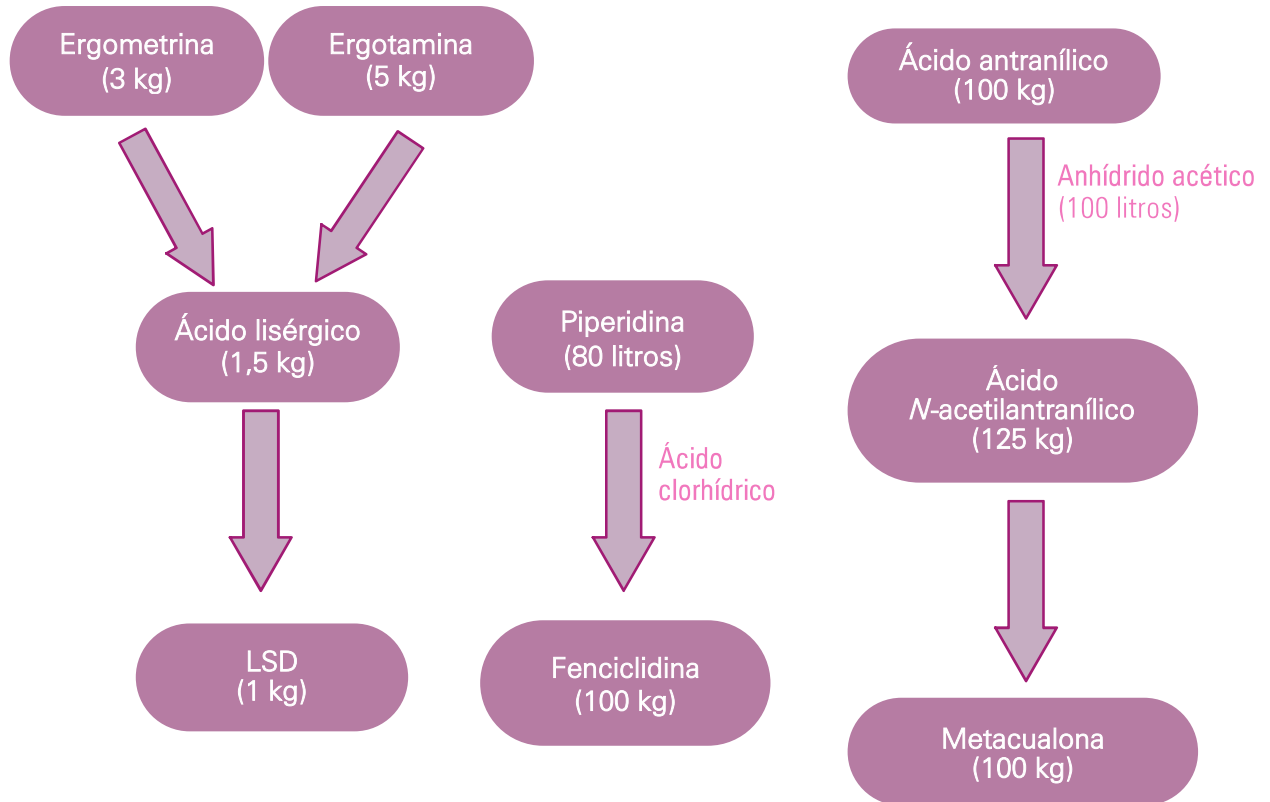 Ergometrina
(3 kg)
Ergotamina
(5 kg)
Ácido lisérgico
(1,5 kg)
LSD
(1 kg)
Piperidina
(80 litros)
Ácido
clorhídrico
Fenciclidina
(100 kg)
Ácido antranílico
(100 kg)
Anhídrido acético
(100 litros)
Ácido
N-acetilantranílico
(125 kg)
Metacualona
(100 kg)